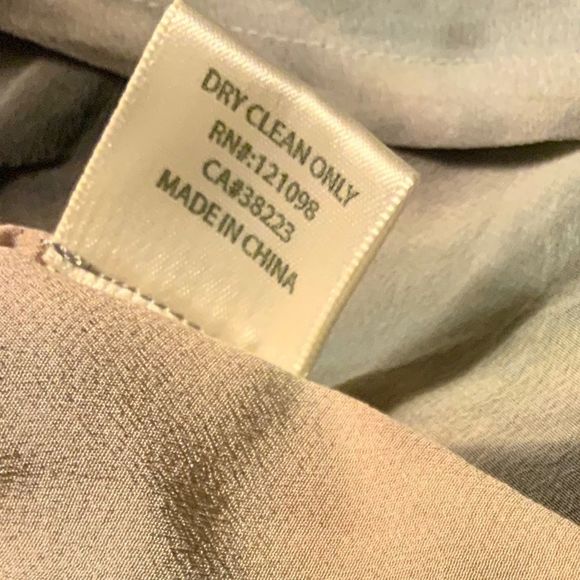 DRY CLEAN ONLY
RN#:121098
CA#38223
MADE IN CHINA